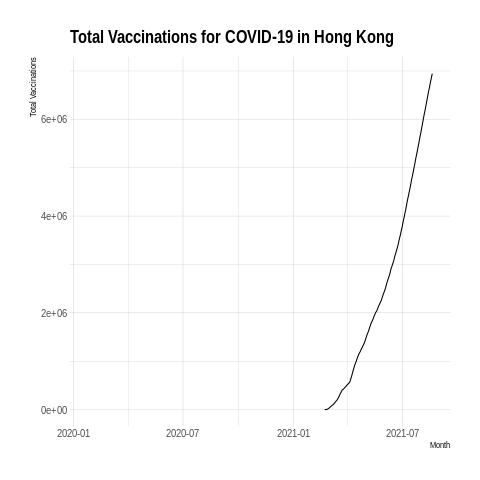 Total Vaccinations for COVID-19 in Hong Kong
Total Vaccinations
6e+06
4e+06
2e+06
0e+00
2020-01 2020-07 2021-01 2021-07
Month